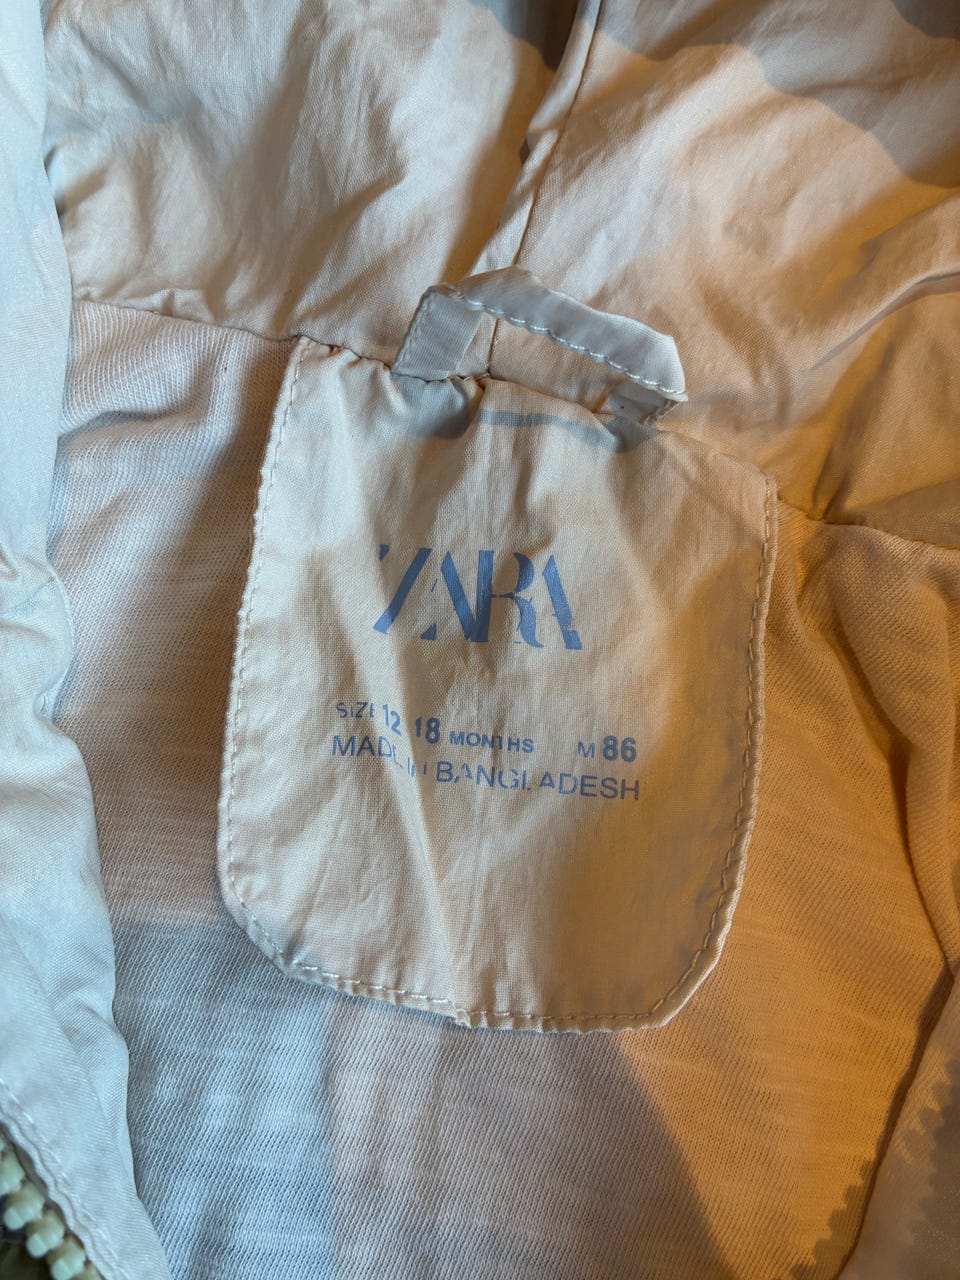 ZARA
SIZE 12 18 MONTHS M 86
MADE IN BANGLADESH